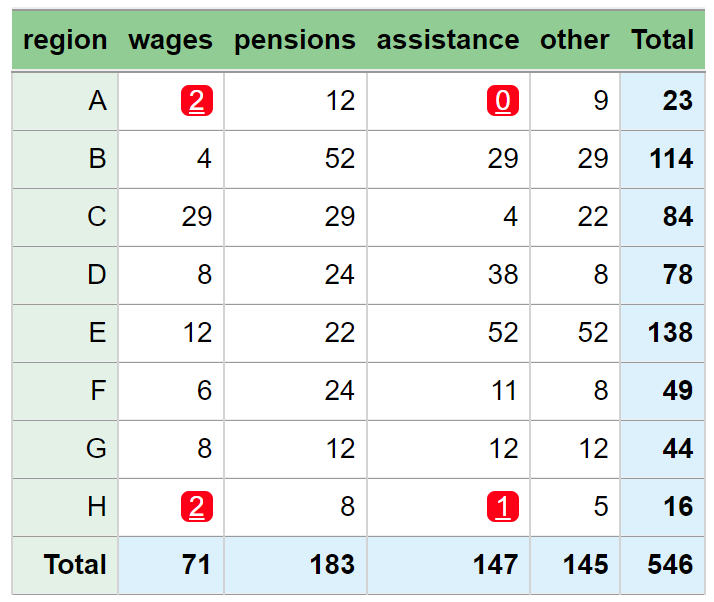 region wages pensions assistance other Total
A 2 12 0 9 23
B 4 52 29 29 114
C 29 29 4 22 84
D 8 24 38 8 78
E 12 22 52 52 138
F 6 24 11 8 49
G 8 12 12 12 44
H 2 8 1 5 16
Total 71 183 147 145 546